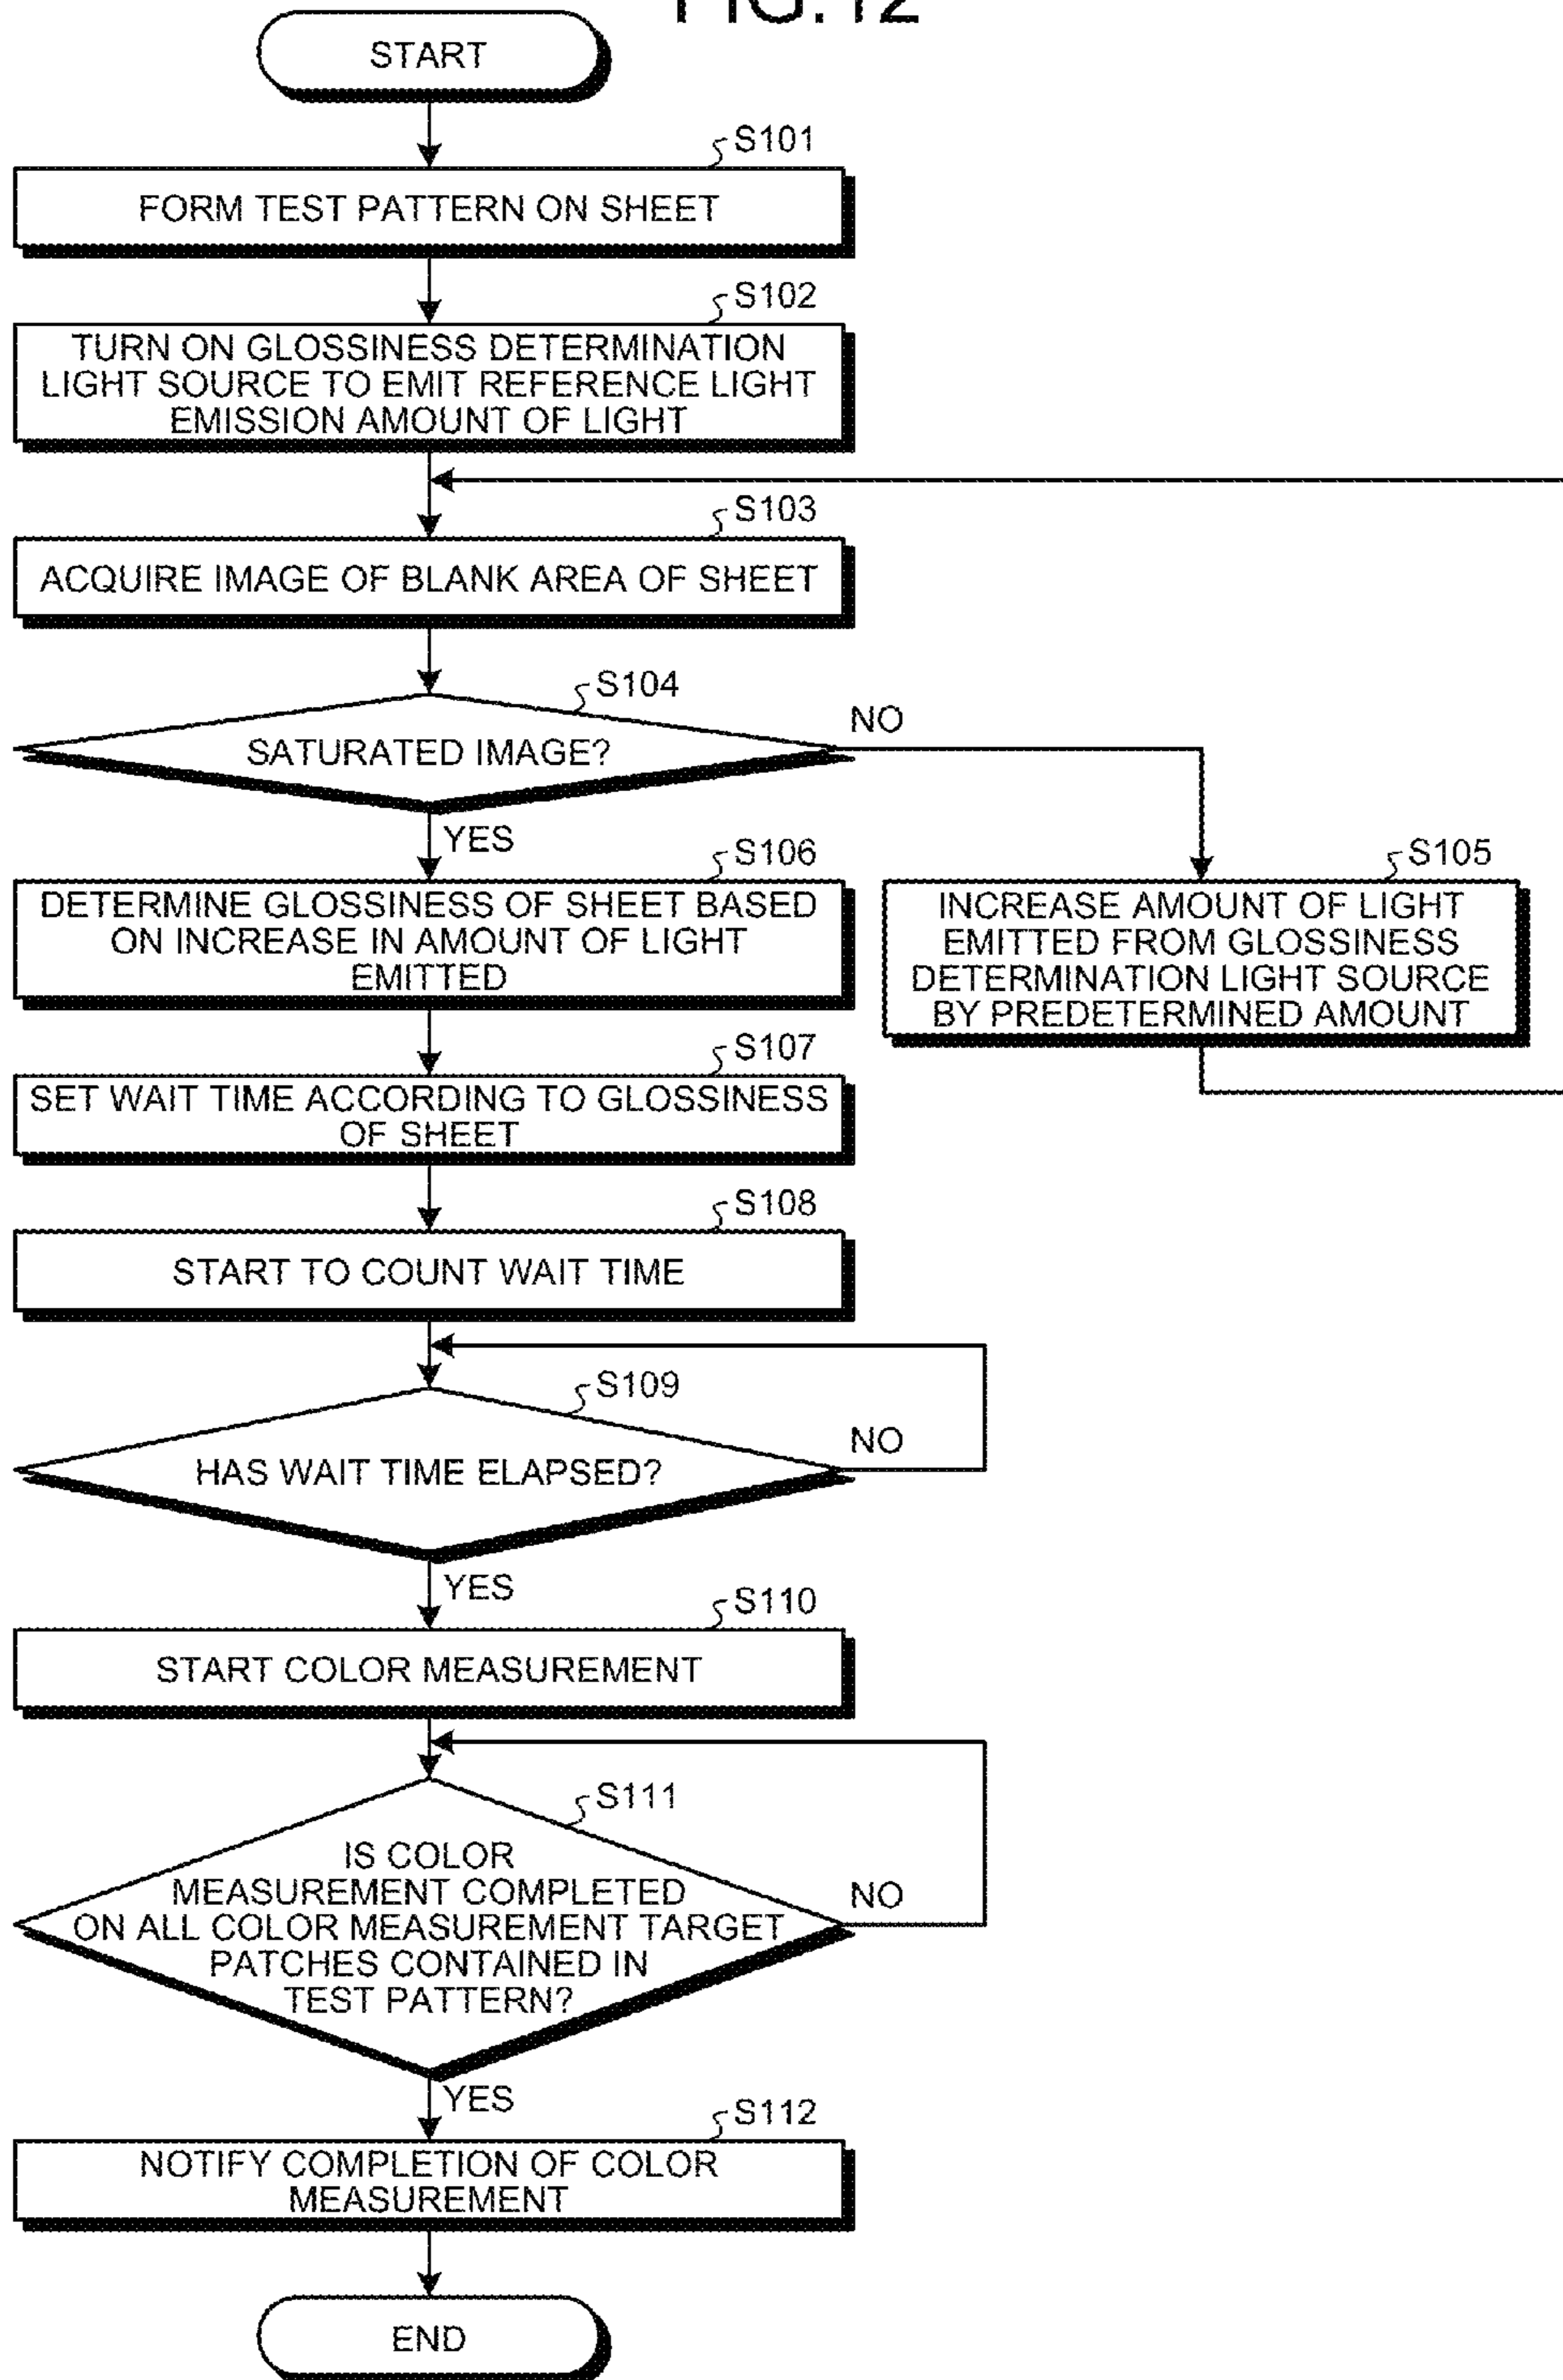 FIG.12
START
S101
FORM TEST PATTERN ON SHEET
S102
TURN ON GLOSSINESS DETERMINATION
LIGHT SOURCE TO EMIT REFERENCE LIGHT
EMISSION AMOUNT OF LIGHT
S103
ACQUIRE IMAGE OF BLANK AREA OF SHEET
S104
SATURATED IMAGE?
NO
YES
S106
DETERMINE GLOSSINESS OF SHEET BASED
ON INCREASE IN AMOUNT OF LIGHT
EMITTED
S105
INCREASE AMOUNT OF LIGHT
EMITTED FROM GLOSSINESS
DETERMINATION LIGHT SOURCE
BY PREDETERMINED AMOUNT
S107
SET WAIT TIME ACCORDING TO GLOSSINESS
OF SHEET
S108
START TO COUNT WAIT TIME
S109
HAS WAIT TIME ELAPSED?
NO
YES
S110
START COLOR MEASUREMENT
S111
IS COLOR
MEASUREMENT COMPLETED
ON ALL COLOR MEASUREMENT TARGET
PATCHES CONTAINED IN
TEST PATTERN?
NO
YES
S112
NOTIFY COMPLETION OF COLOR
MEASUREMENT
END